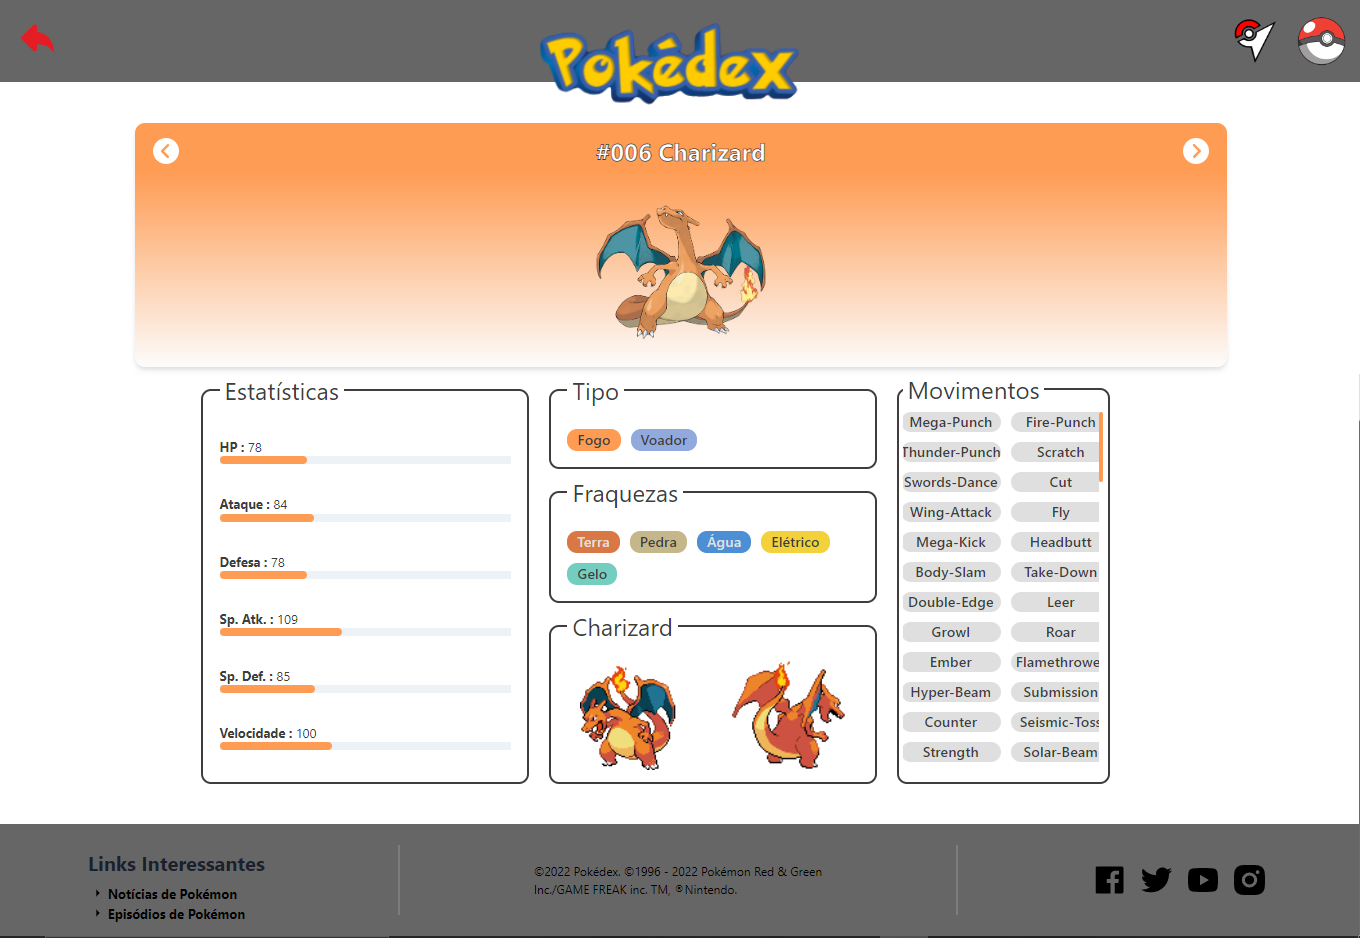 Pokédex
#006 Charizard
Estatísticas
HP : 78
Ataque : 84
Defesa : 78
Sp. Atk. : 109
Sp. Def. : 85
Velocidade : 100
Tipo
Fogo Voador
Fraquezas
Terra Pedra Água Elétrico
Gelo
Charizard
Movimentos
Mega-Punch Fire-Punch
Thunder-Punch Scratch
Swords-Dance Cut
Wing-Attack Fly
Mega-Kick Headbutt
Body-Slam Take-Down
Double-Edge Leer
Growl Roar
Ember Flamethrowe
Hyper-Beam Submission
Counter Seismic-Toss
Strength Solar-Beam
Links Interessantes
Notícias de Pokémon
Episódios de Pokémon
©2022 Pokédex. ©1996 - 2022 Pokémon Red & Green
Inc./GAME FREAK inc. TM, ®Nintendo.